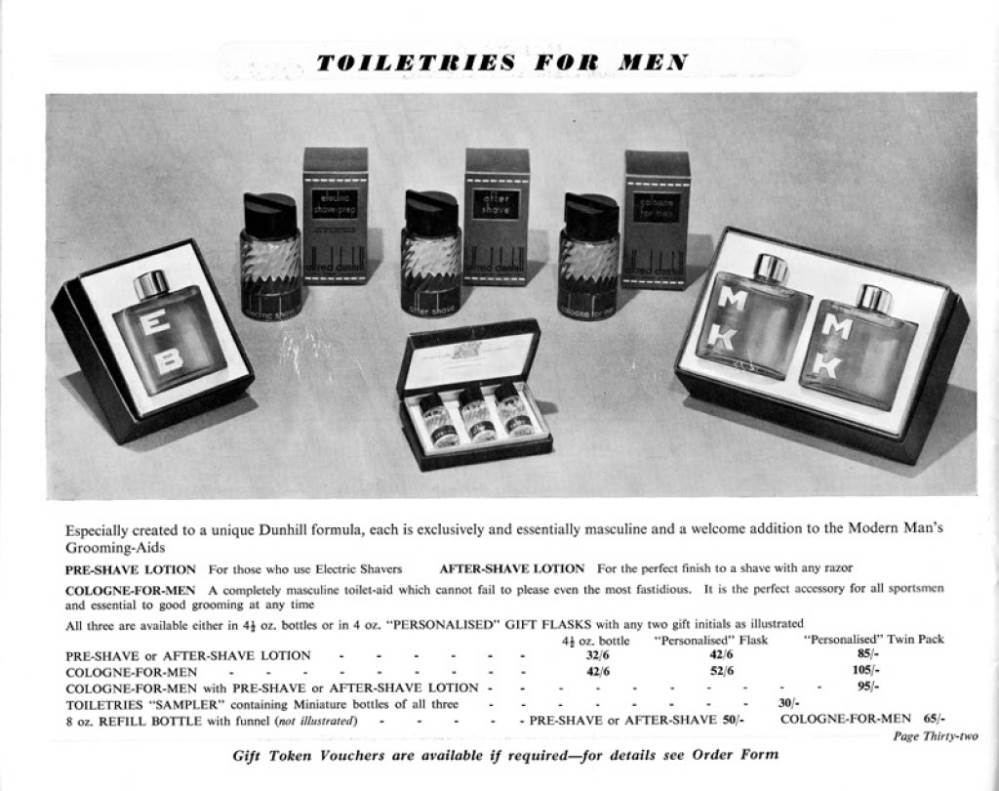 TOILETRIES FOR MEN
electric
shave prep
after
shave
cologne
for men
alfred dunhill
alfred dunhill
alfred dunhill
electric shave
after shave
cologne for men
E
B
M
K
M
K
Especially created to a unique Dunhill formula, each is exclusively and essentially masculine and a welcome addition to the Modern Man's
Grooming-Aids
PRE-SHAVE LOTION For those who use Electric Shavers AFTER-SHAVE LOTION For the perfect finish to a shave with any razor
COLOGNE-FOR-MEN A completely masculine toilet-aid which cannot fail to please even the most fastidious. It is the perfect accessory for all sportsmen
and essential to good grooming at any time
All three are available either in 4½ oz. bottles or in 4 oz. "PERSONALISED" GIFT FLASKS with any two gift initials as illustrated
4½ oz. bottle "Personalised" Flask "Personalised" Twin Pack
PRE-SHAVE or AFTER-SHAVE LOTION - - - - - - 32/6 42/6 85/-
COLOGNE-FOR-MEN - - - - - - - - 42/6 52/6 105/-
COLOGNE-FOR-MEN with PRE-SHAVE or AFTER-SHAVE LOTION - - - - - - - - - - 95/-
TOILETRIES "SAMPLER" containing Miniature bottles of all three - - - - - - - - 30/-
8 oz. REFILL BOTTLE with funnel (not illustrated) - - - - - PRE-SHAVE or AFTER-SHAVE 50/- COLOGNE-FOR-MEN 65/-
Page Thirty-two
Gift Token Vouchers are available if required—for details see Order Form